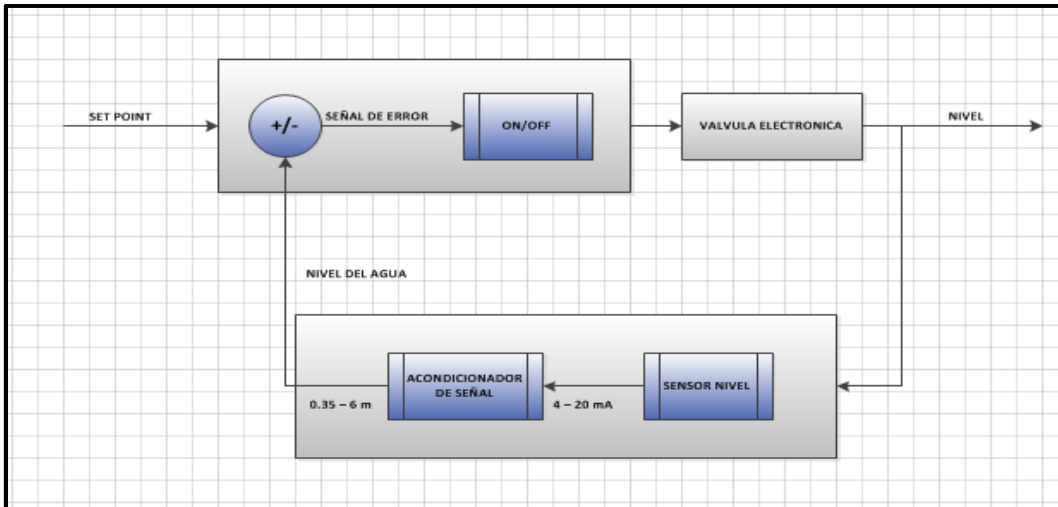 SET POINT
+/-
SEÑAL DE ERROR
ON/OFF
VALVULA ELECTRONICA
NIVEL
NIVEL DEL AGUA
ACONDICIONADOR
DE SEÑAL
SENSOR NIVEL
0.35 – 6 m
4 – 20 mA